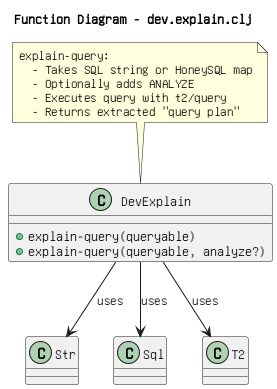 Function Diagram - dev.explain.clj
explain-query:
- Takes SQL string or HoneySQL map
- Optionally adds ANALYZE
- Executes query with t2/query
- Returns extracted "query plan"
C DevExplain
explain-query(queryable)
explain-query(queryable, analyze?)
uses uses uses
C Str C Sql C T2